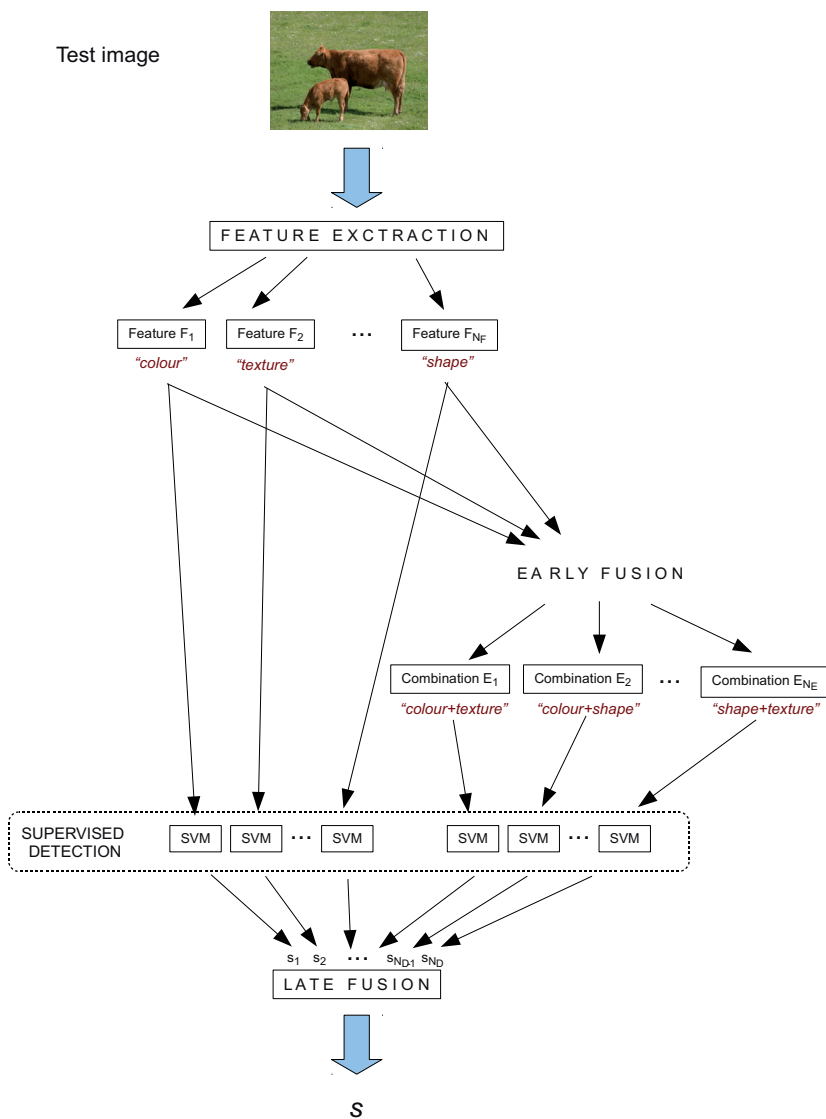 Test image
FEATURE EXCTRACTION
Feature F1 Feature F2 ... Feature FNF
“colour” “texture” “shape”
EARLY FUSION
Combination E1 Combination E2 ... Combination ENE
“colour+texture” “colour+shape” “shape+texture”
SUPERVISED
DETECTION
SVM SVM ... SVM SVM SVM ... SVM
s1 s2 ... sND-1 sND
LATE FUSION
s